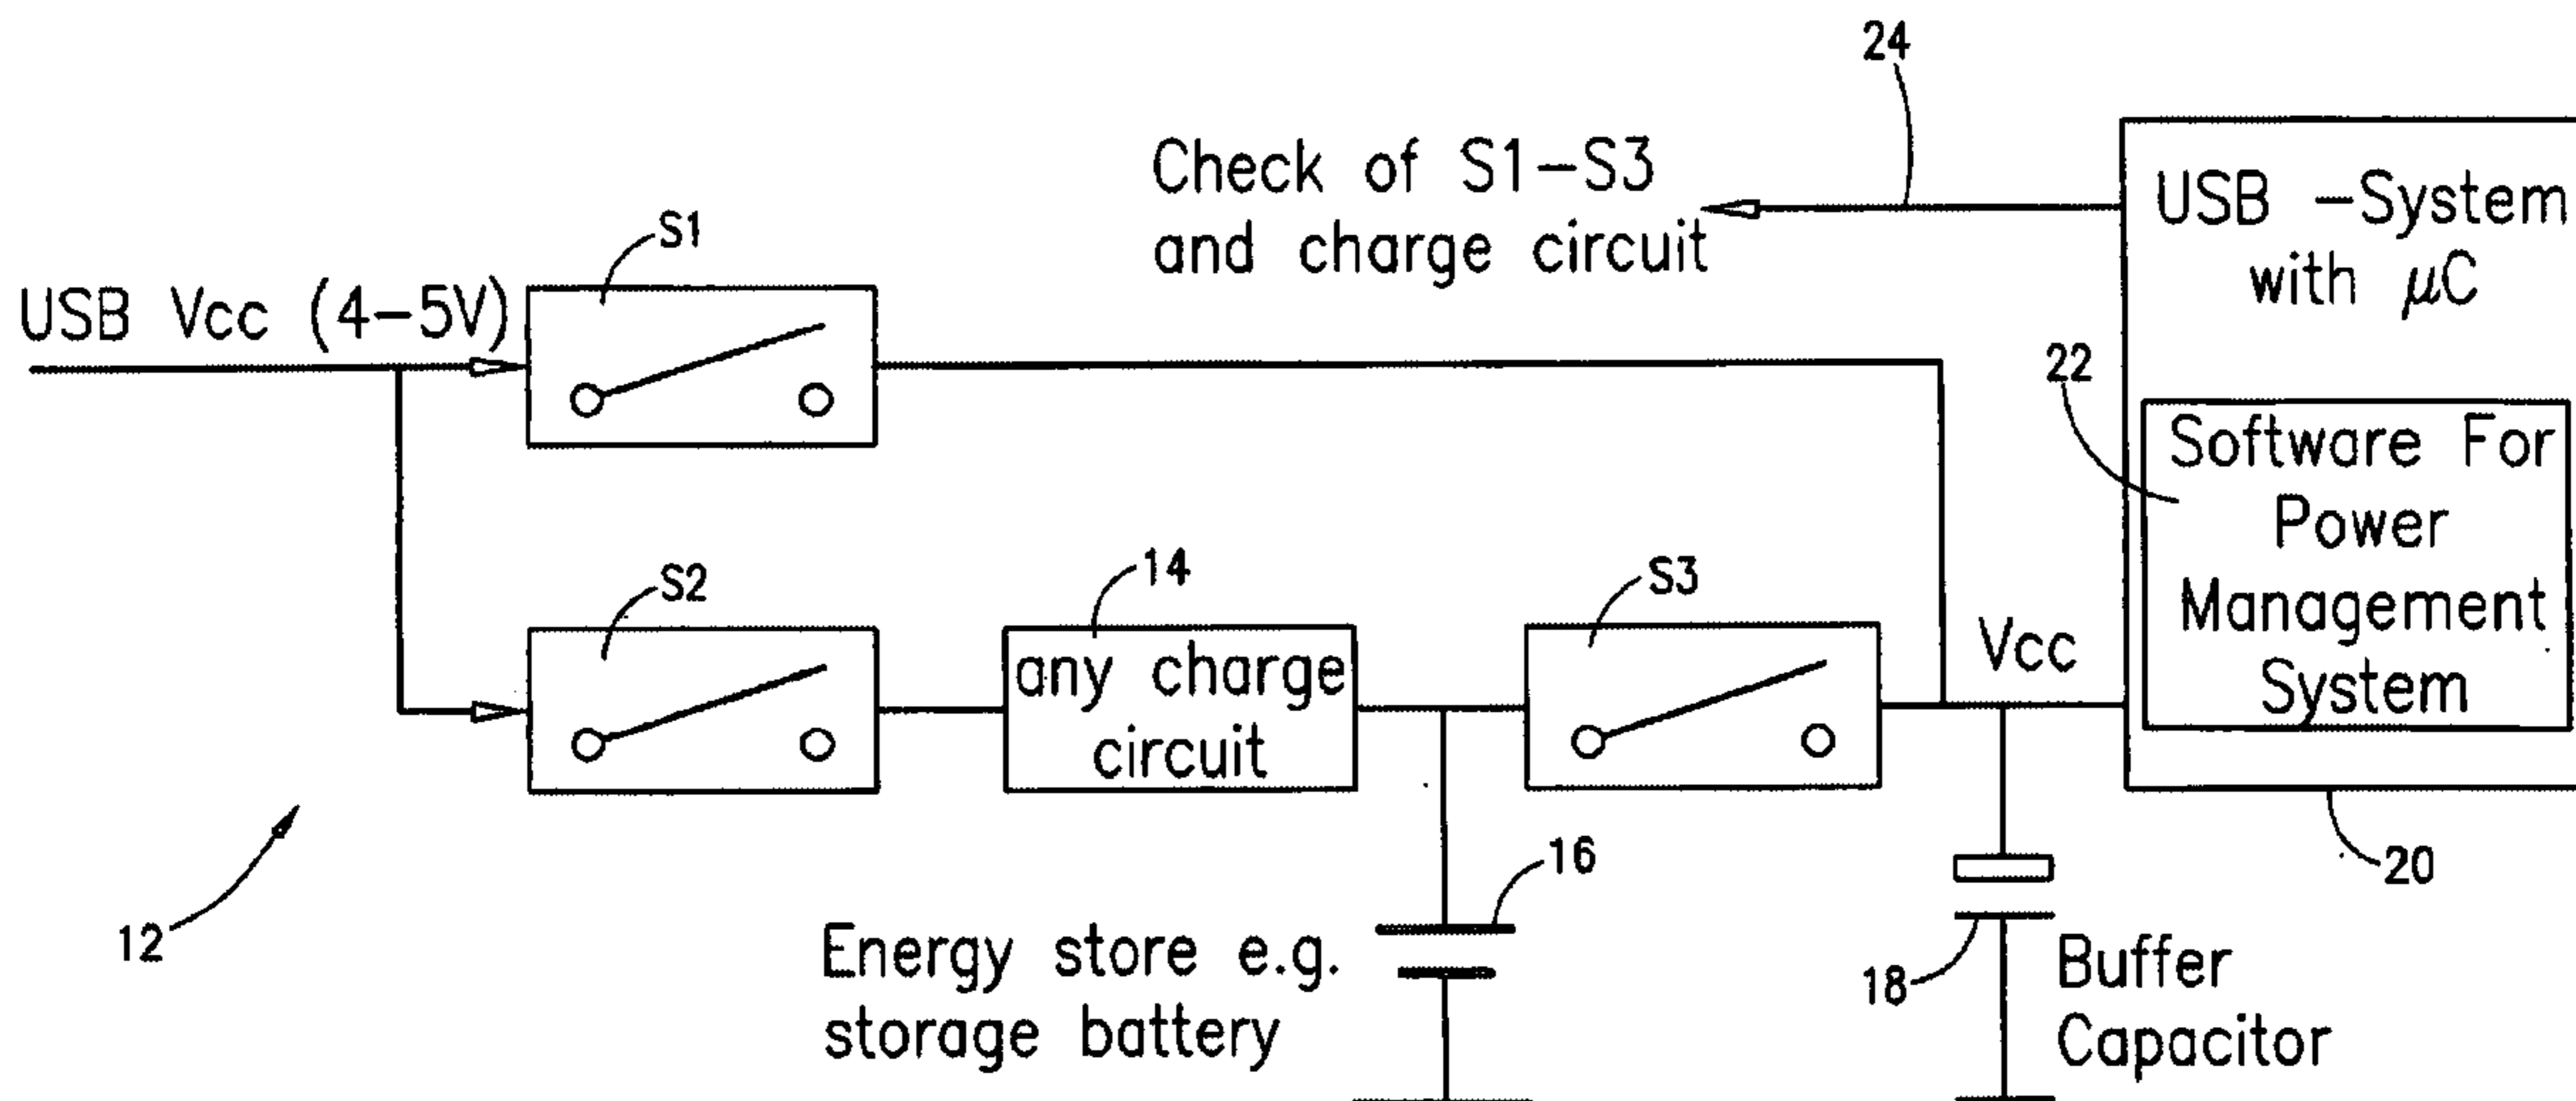 24
Check of S1-S3
and charge circuit
USB -System
with μC
S1
USB Vcc (4-5V)
22
Software For
Power
Management
System
S2
14
any charge
circuit
S3
Vcc
16
20
12
Energy store e.g.
storage battery
18
Buffer
Capacitor